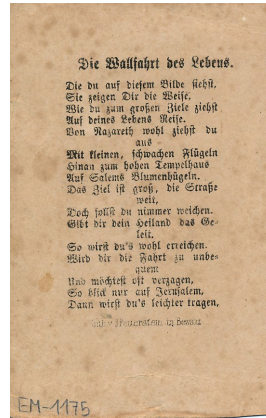 Die Wallfahrt des Lebens.
Die du auf diesem Bilde siehst,
Sie zeigen Dir die Weise,
Wie du zum großen Ziele ziehst
Auf deines Lebens Reise.
Von Nazareth wohl ziehst du
aus
Mit kleinen, schwachen Flügeln
Hinan zum hohen Tempelhaus
Auf Salems Blumenhügeln.
Das Ziel ist groß, die Straße
weit,
Doch sollst du nimmer weichen.
Gibt dir dein Heiland das Ge-
leit.
So wirst du's wohl erreichen.
Wird dir die Fahrt zu unbe-
quem
Und möchtest oft verzagen,
So blick nur auf Jerusalem,
Dann wirst du's leichter tragen,
in
EM-1175